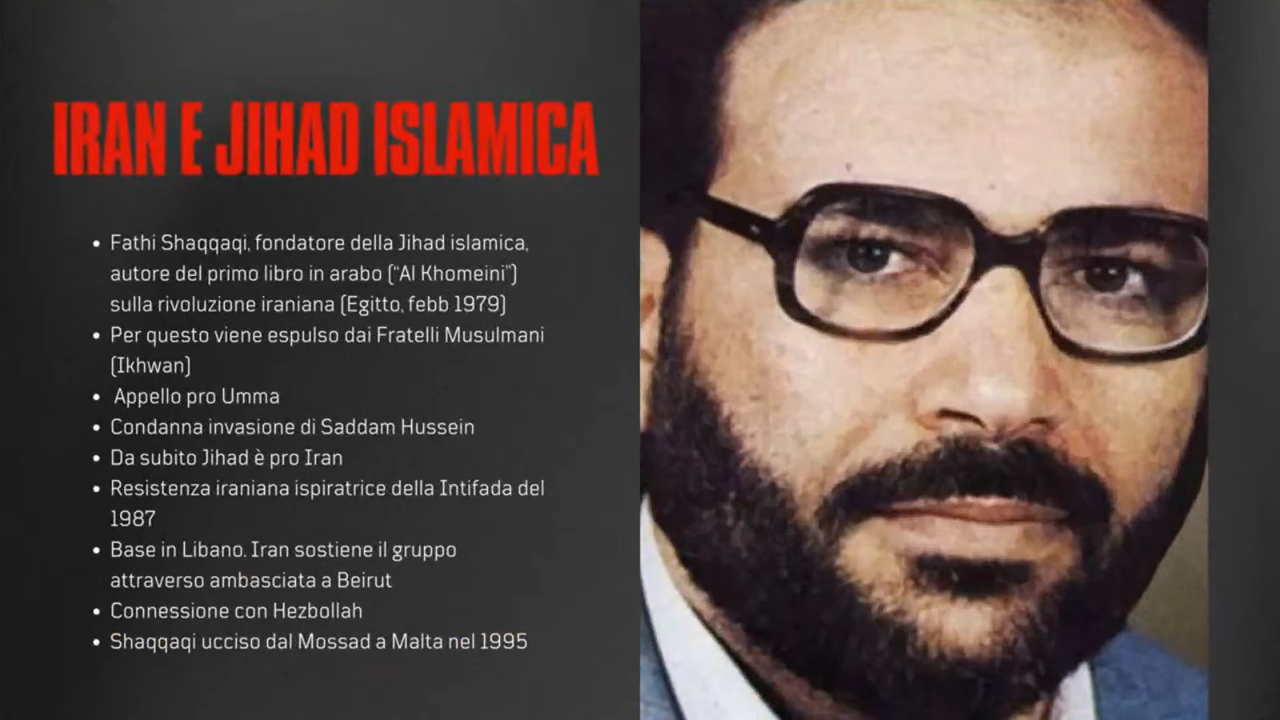 IRAN E JIHAD ISLAMICA
• Fathi Shaqqaqi, fondatore della Jihad islamica,
autore del primo libro in arabo ("Al Khomeini")
sulla rivoluzione iraniana (Egitto, febb 1979)
• Per questo viene espulso dai Fratelli Musulmani
(Ikhwan)
• Appello pro Umma
• Condanna invasione di Saddam Hussein
• Da subito Jihad è pro Iran
• Resistenza iraniana ispiratrice della Intifada del
1987
• Base in Libano. Iran sostiene il gruppo
attraverso ambasciata a Beirut
• Connessione con Hezbollah
• Shaqqaqi ucciso dal Mossad a Malta nel 1995